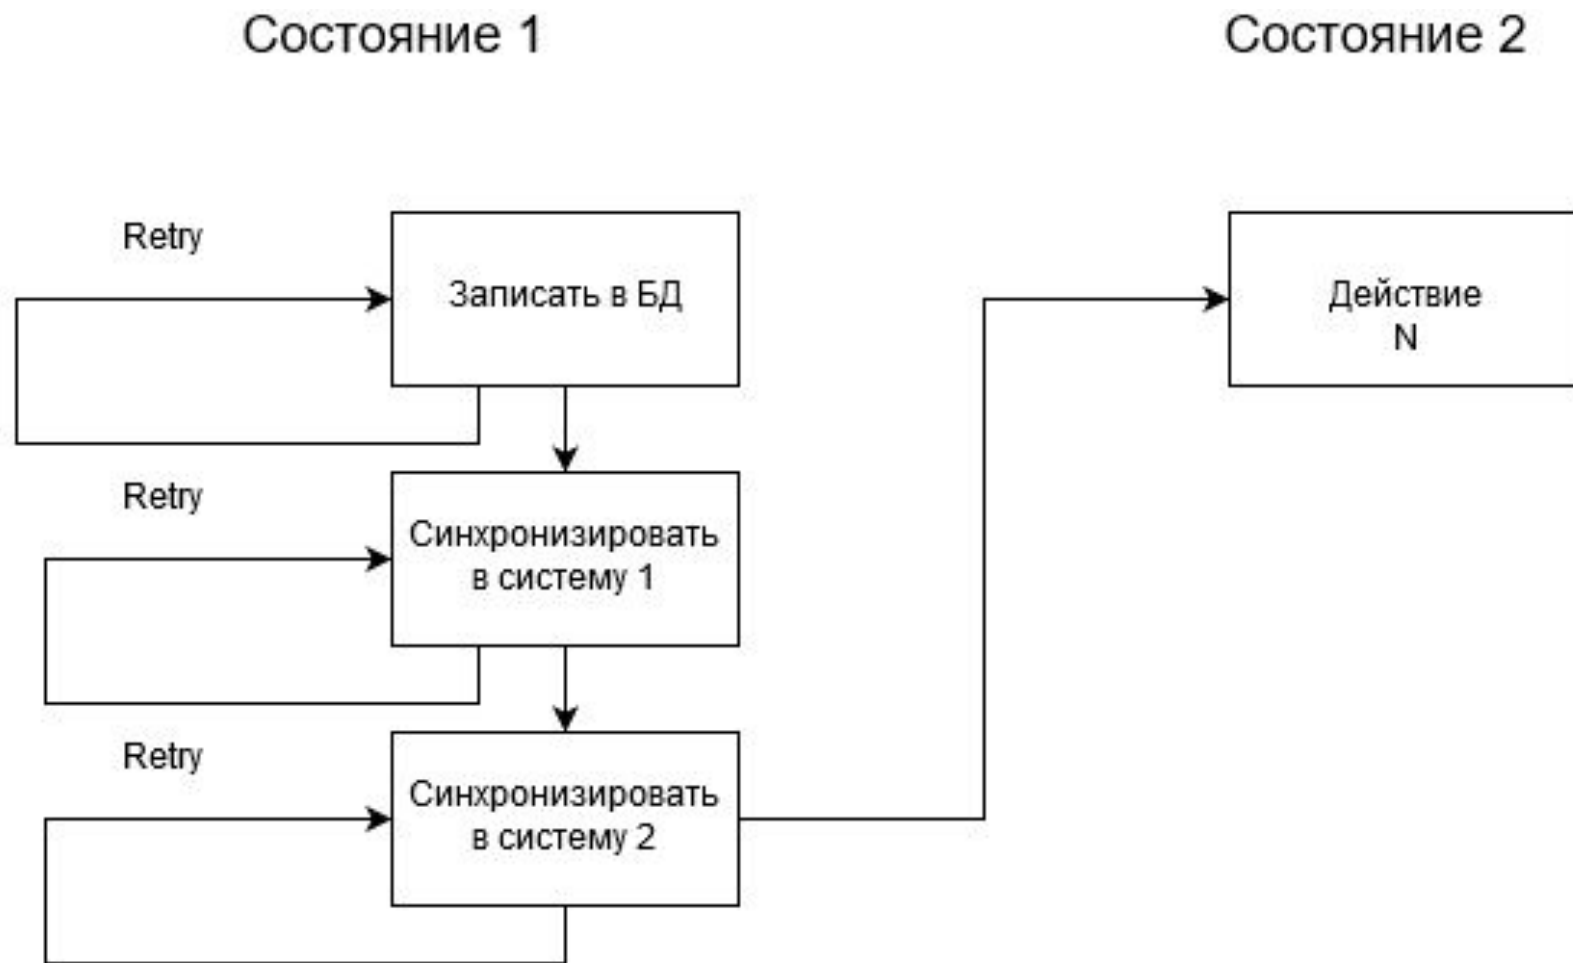 Состояние 1
Состояние 2
Retry
Записать в БД
Действие
N
Retry
Синхронизировать
в систему 1
Retry
Синхронизировать
в систему 2